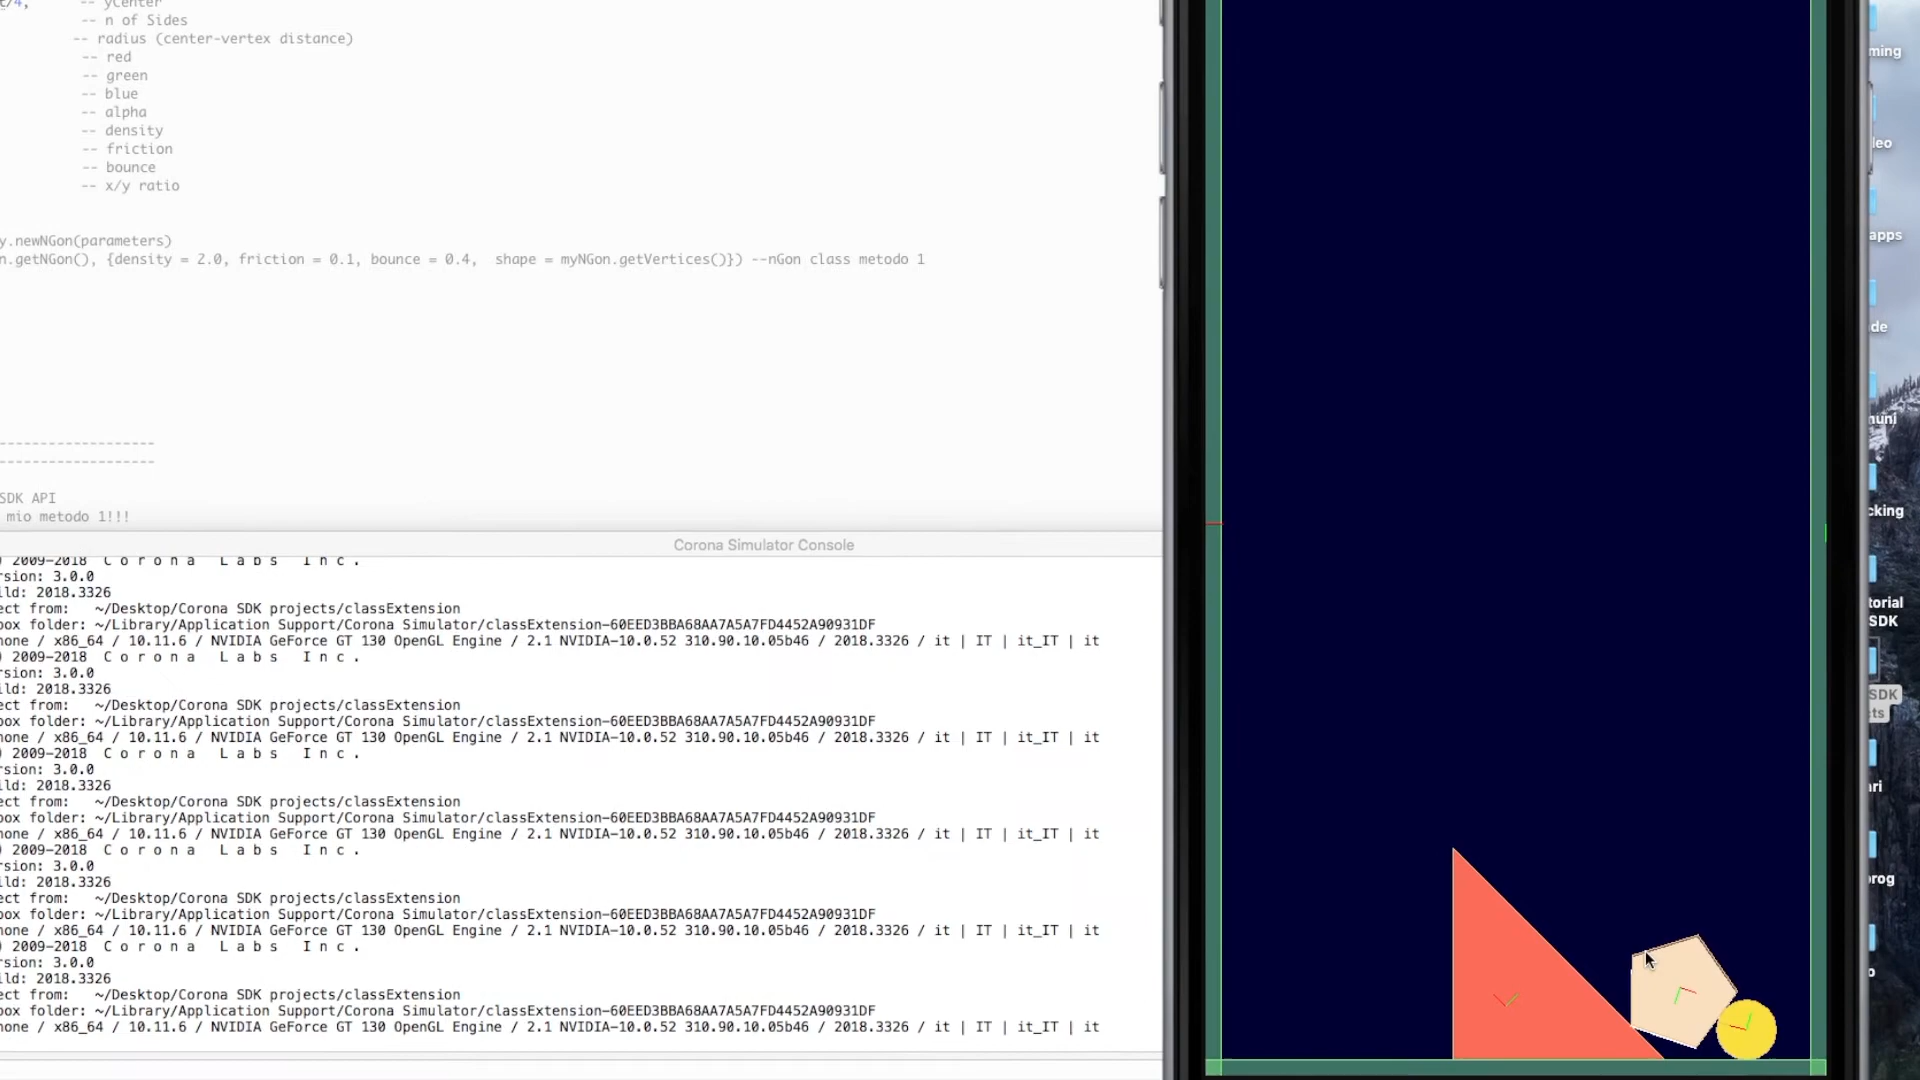 t/4,      -- yCenter
-- n of Sides
-- radius (center-vertex distance)
-- red
-- green
-- blue
-- alpha
-- density
-- friction
-- bounce
-- x/y ratio
y.newNGon(parameters)
n.getNGon(), {density = 2.0, friction = 0.1, bounce = 0.4,  shape = myNGon.getVertices()}) --nGon class metodo 1
-------------------
-------------------
SDK API
mio metodo 1!!!
Corona Simulator Console
) 2009-2018  C o r o n a   L a b s   I n c .
rsion: 3.0.0
ild: 2018.3326
ect from:   ~/Desktop/Corona SDK projects/classExtension
box folder: ~/Library/Application Support/Corona Simulator/classExtension-60EED3BBA68AA7A5A7FD4452A90931DF
hone / x86_64 / 10.11.6 / NVIDIA GeForce GT 130 OpenGL Engine / 2.1 NVIDIA-10.0.52 310.90.10.05b46 / 2018.3326 / it | IT | it_IT | it
) 2009-2018  C o r o n a   L a b s   I n c .
rsion: 3.0.0
ild: 2018.3326
ect from:   ~/Desktop/Corona SDK projects/classExtension
box folder: ~/Library/Application Support/Corona Simulator/classExtension-60EED3BBA68AA7A5A7FD4452A90931DF
hone / x86_64 / 10.11.6 / NVIDIA GeForce GT 130 OpenGL Engine / 2.1 NVIDIA-10.0.52 310.90.10.05b46 / 2018.3326 / it | IT | it_IT | it
) 2009-2018  C o r o n a   L a b s   I n c .
rsion: 3.0.0
ild: 2018.3326
ect from:   ~/Desktop/Corona SDK projects/classExtension
box folder: ~/Library/Application Support/Corona Simulator/classExtension-60EED3BBA68AA7A5A7FD4452A90931DF
hone / x86_64 / 10.11.6 / NVIDIA GeForce GT 130 OpenGL Engine / 2.1 NVIDIA-10.0.52 310.90.10.05b46 / 2018.3326 / it | IT | it_IT | it
) 2009-2018  C o r o n a   L a b s   I n c .
rsion: 3.0.0
ild: 2018.3326
ect from:   ~/Desktop/Corona SDK projects/classExtension
box folder: ~/Library/Application Support/Corona Simulator/classExtension-60EED3BBA68AA7A5A7FD4452A90931DF
hone / x86_64 / 10.11.6 / NVIDIA GeForce GT 130 OpenGL Engine / 2.1 NVIDIA-10.0.52 310.90.10.05b46 / 2018.3326 / it | IT | it_IT | it
) 2009-2018  C o r o n a   L a b s   I n c .
rsion: 3.0.0
ild: 2018.3326
ect from:   ~/Desktop/Corona SDK projects/classExtension
box folder: ~/Library/Application Support/Corona Simulator/classExtension-60EED3BBA68AA7A5A7FD4452A90931DF
hone / x86_64 / 10.11.6 / NVIDIA GeForce GT 130 OpenGL Engine / 2.1 NVIDIA-10.0.52 310.90.10.05b46 / 2018.3326 / it | IT | it_IT | it
ming
leo
apps
de
nuni
cking
torial
SDK
SDK
cts
ari
prog
o